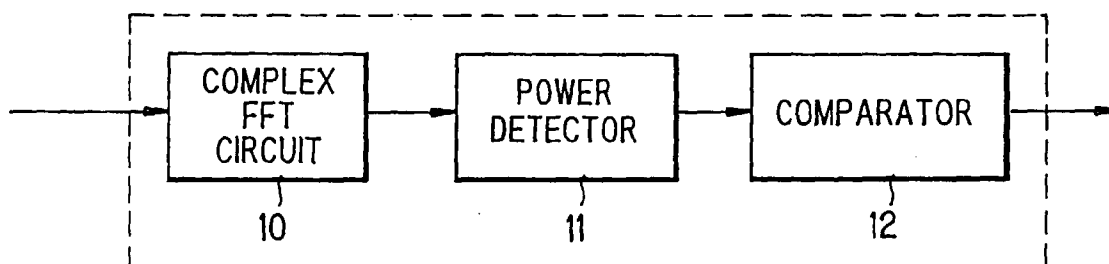 COMPLEX
FFT
CIRCUIT
POWER
DETECTOR
COMPARATOR
10
11
12